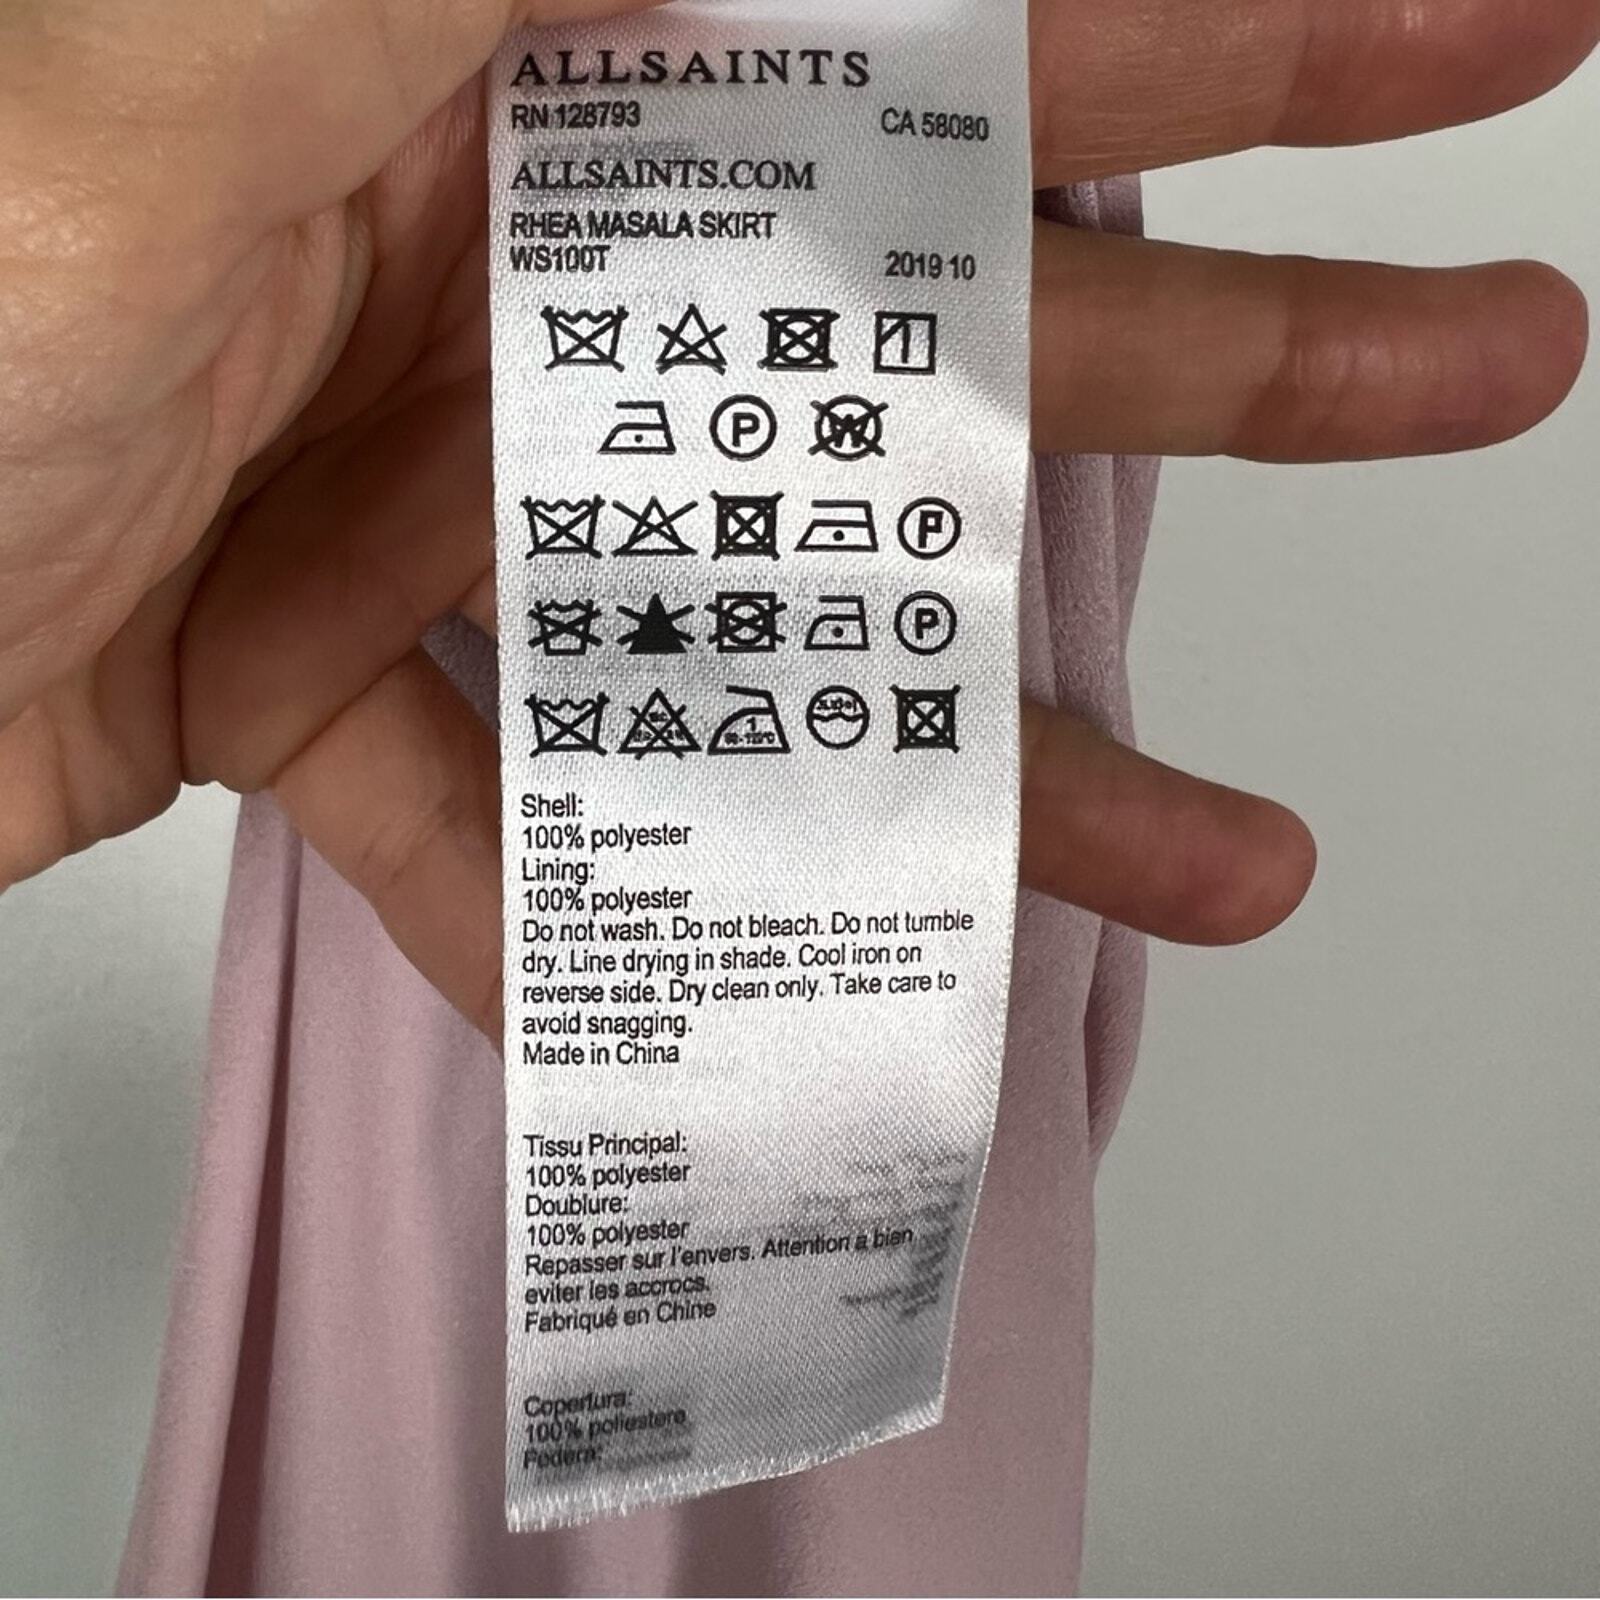 ALLSAINTS
RN 128793 CA 58080
ALLSAINTS.COM
RHEA MASALA SKIRT
WS100T 2019 10
P W
P
P
Shell:
100% polyester
Lining:
100% polyester
Do not wash. Do not bleach. Do not tumble
dry. Line drying in shade. Cool iron on
reverse side. Dry clean only. Take care to
avoid snagging.
Made in China
Tissu Principal:
100% polyester
Doublure:
100% polyester
Repasser sur l'envers. Attention a bien
eviter les accrocs.
Fabriqué en Chine
Copertura:
100% poliestere
Fodera: